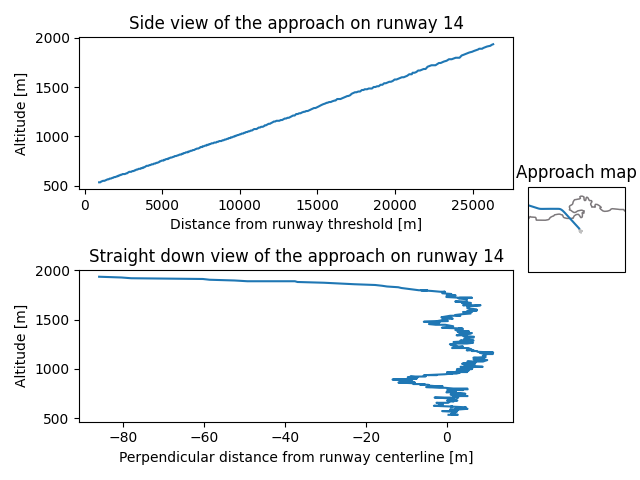 Side view of the approach on runway 14
2000
1500
1000
500
Altitude [m]
0 5000 10000 15000 20000 25000
Distance from runway threshold [m]
Approach map
Straight down view of the approach on runway 14
2000
1500
1000
500
Altitude [m]
−80 −60 −40 −20 0
Perpendicular distance from runway centerline [m]